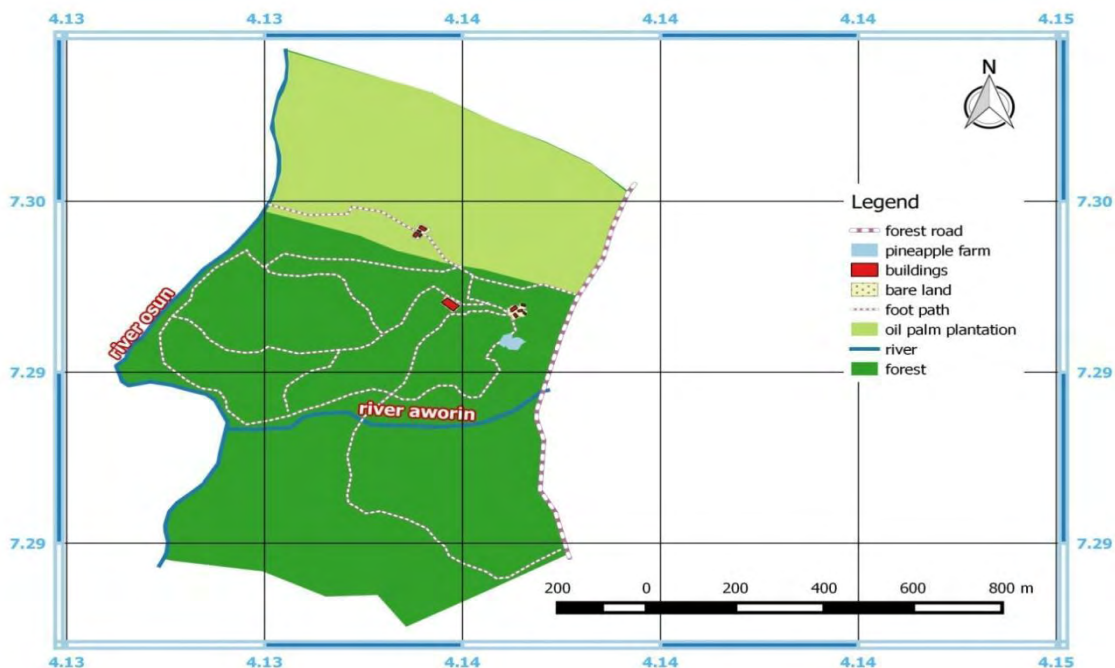 4.13 4.13 4.14 4.14 4.14 4.15
N
7.30 7.30
Legend
forest road
pineapple farm
buildings
bare land
foot path
oil palm plantation
river
forest
river osun
7.29 7.29
river aworin
7.29 7.29
200 0 200 400 600 800 m
4.13 4.13 4.14 4.14 4.14 4.15